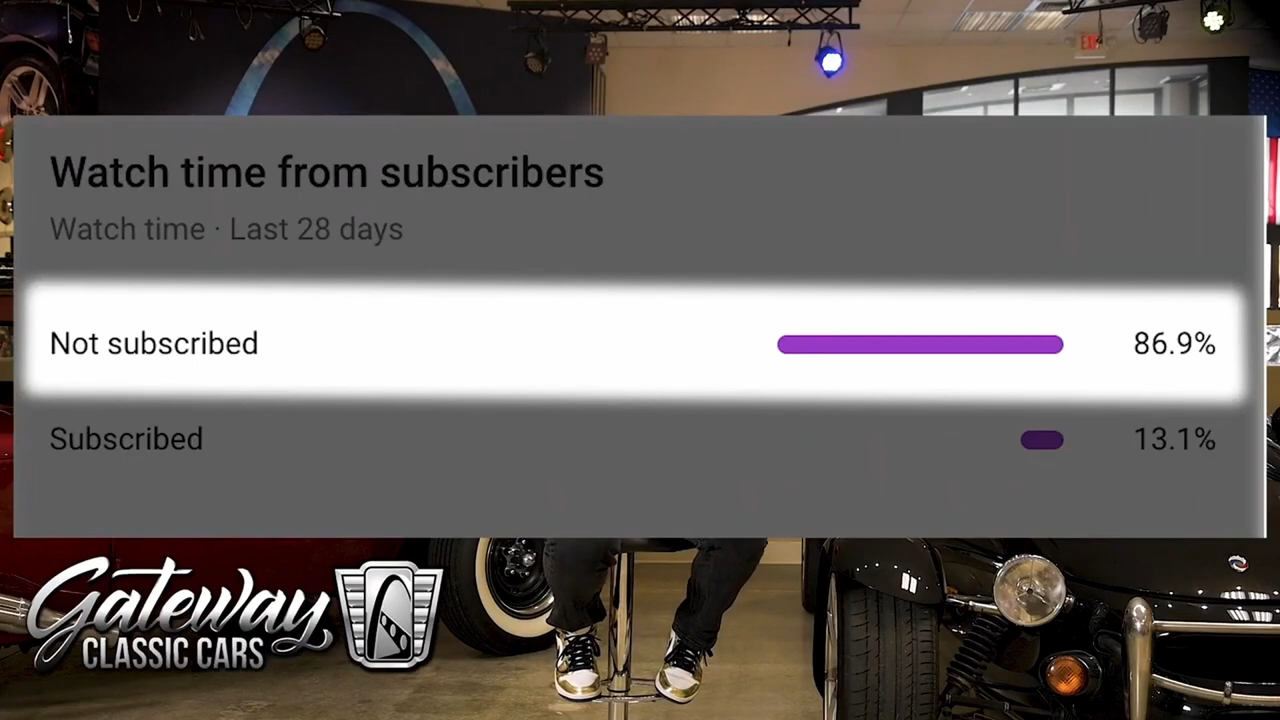 Watch time from subscribers
Watch time · Last 28 days
Not subscribed 86.9%
Subscribed 13.1%
Gateway
CLASSIC CARS